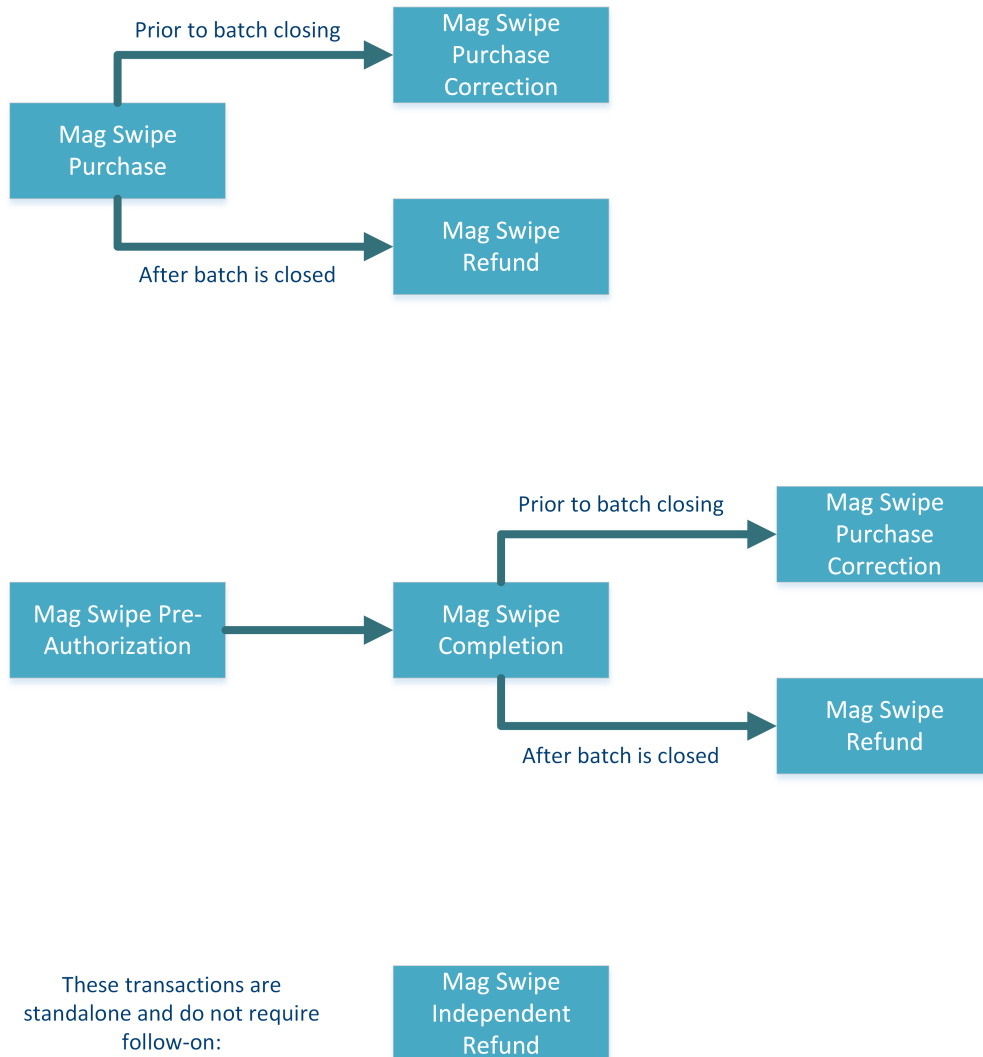 Prior to batch closing
Mag Swipe
Purchase
Correction
Mag Swipe
Purchase
Mag Swipe
Refund
After batch is closed
Prior to batch closing
Mag Swipe
Purchase
Correction
Mag Swipe Pre-
Authorization
Mag Swipe
Completion
Mag Swipe
Refund
After batch is closed
These transactions are
standalone and do not require
follow-on:
Mag Swipe
Independent
Refund